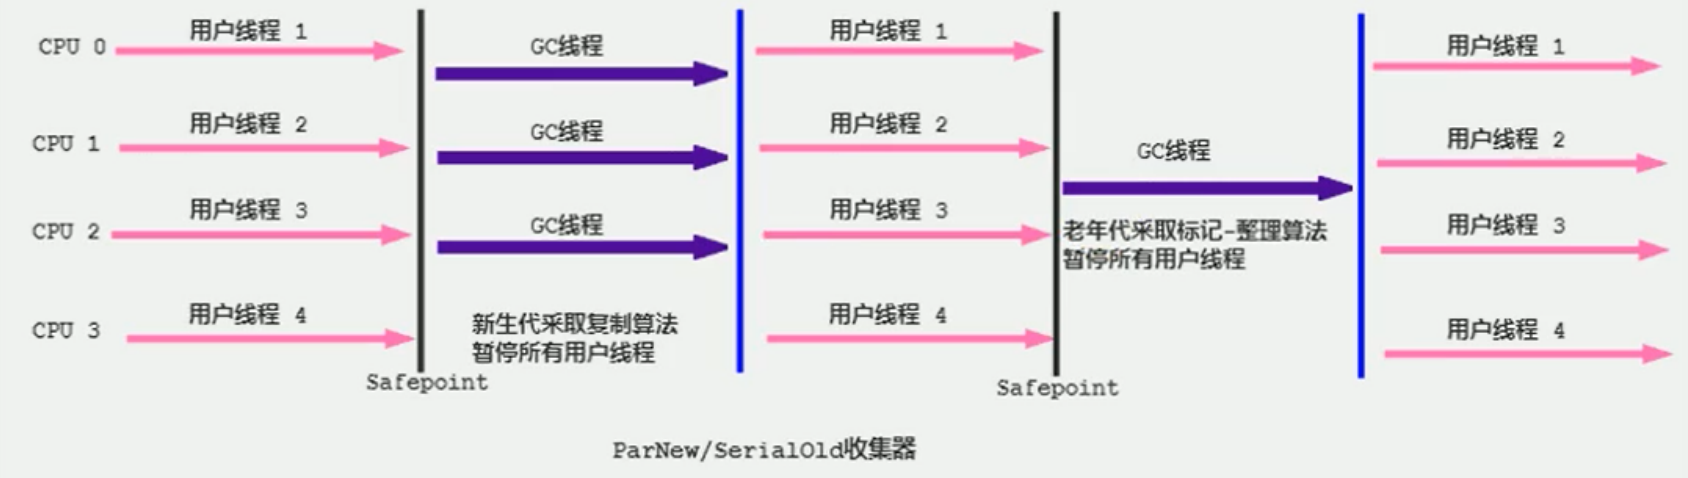 CPU 0
用户线程 1
GC线程
用户线程 1
用户线程 1
CPU 1
用户线程 2
GC线程
用户线程 2
GC线程
用户线程 2
CPU 2
用户线程 3
GC线程
用户线程 3
老年代采取标记-整理算法
暂停所有用户线程
用户线程 3
CPU 3
用户线程 4
新生代采取复制算法
暂停所有用户线程
用户线程 4
用户线程 4
Safepoint
Safepoint
ParNew/SerialOld收集器